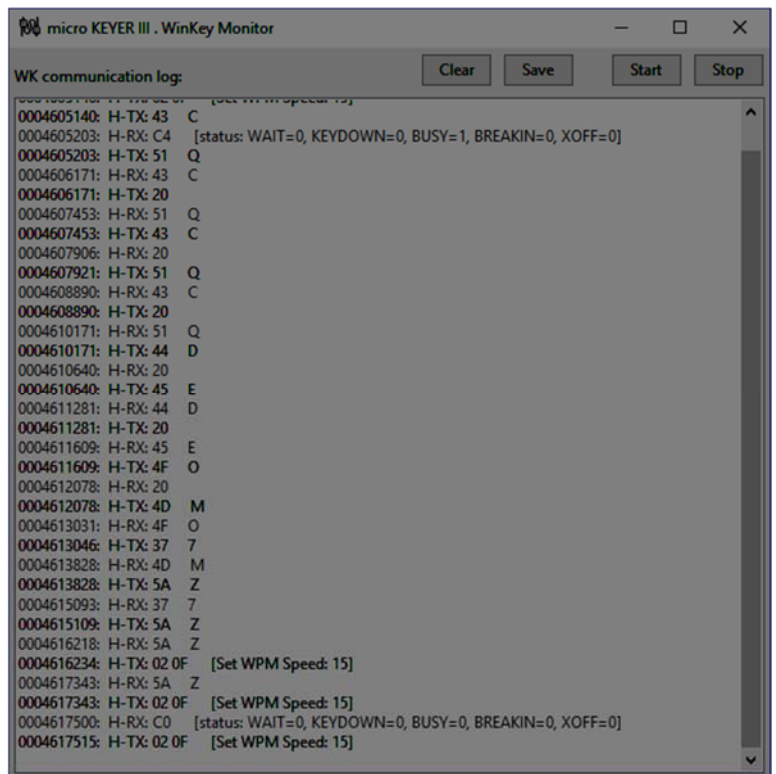 micro KEYER III . WinKey Monitor
WK communication log:
Clear
Save
Start
Stop
[Set WPM Speed: 15]
0004605140: H-TX: 43 C
0004605203: H-RX: C4 [status: WAIT=0, KEYDOWN=0, BUSY=1, BREAKIN=0, XOFF=0]
0004605203: H-TX: 51 Q
0004606171: H-RX: 43 C
0004606171: H-TX: 20
0004607453: H-RX: 51 Q
0004607453: H-TX: 43 C
0004607906: H-RX: 20
0004607921: H-TX: 51 Q
0004608890: H-RX: 43 C
0004608890: H-TX: 20
0004610171: H-RX: 51 Q
0004610171: H-TX: 44 D
0004610640: H-RX: 20
0004610640: H-TX: 45 E
0004611281: H-RX: 44 D
0004611281: H-TX: 20
0004611609: H-RX: 45 E
0004611609: H-TX: 4F O
0004612078: H-RX: 20
0004612078: H-TX: 4D M
0004613031: H-RX: 4F O
0004613046: H-TX: 37 7
0004613828: H-RX: 4D M
0004613828: H-TX: 5A Z
0004615093: H-RX: 37 7
0004615109: H-TX: 5A Z
0004616218: H-RX: 5A Z
0004616234: H-TX: 02 0F [Set WPM Speed: 15]
0004617343: H-RX: 5A Z
0004617343: H-TX: 02 0F [Set WPM Speed: 15]
0004617500: H-RX: C0 [status: WAIT=0, KEYDOWN=0, BUSY=0, BREAKIN=0, XOFF=0]
0004617515: H-TX: 02 0F [Set WPM Speed: 15]